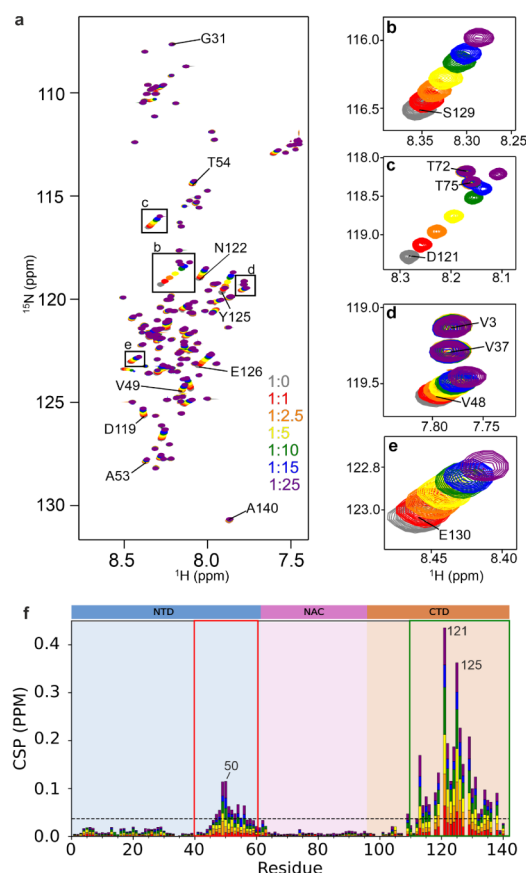 a
110
115
120
125
130
8.5
8.0
7.5
15N (ppm)
1H (ppm)
G31
T54
c
b
N122
d
Y125
e
E126
V49
D119
A53
A140
1:0
1:1
1:2.5
1:5
1:10
1:15
1:25
b
116.0
116.5
S129
8.35
8.30
8.25
c
118.0
118.5
119.0
T72
T75
D121
8.3
8.2
8.1
d
119.0
119.5
V3
V37
V48
7.80
7.75
e
122.8
123.0
E130
8.45
8.40
1H (ppm)
f
NTD
NAC
CTD
0.4
0.3
0.2
0.1
0.0
CSP (PPM)
50
121
125
0
20
40
60
80
100
120
140
Residue